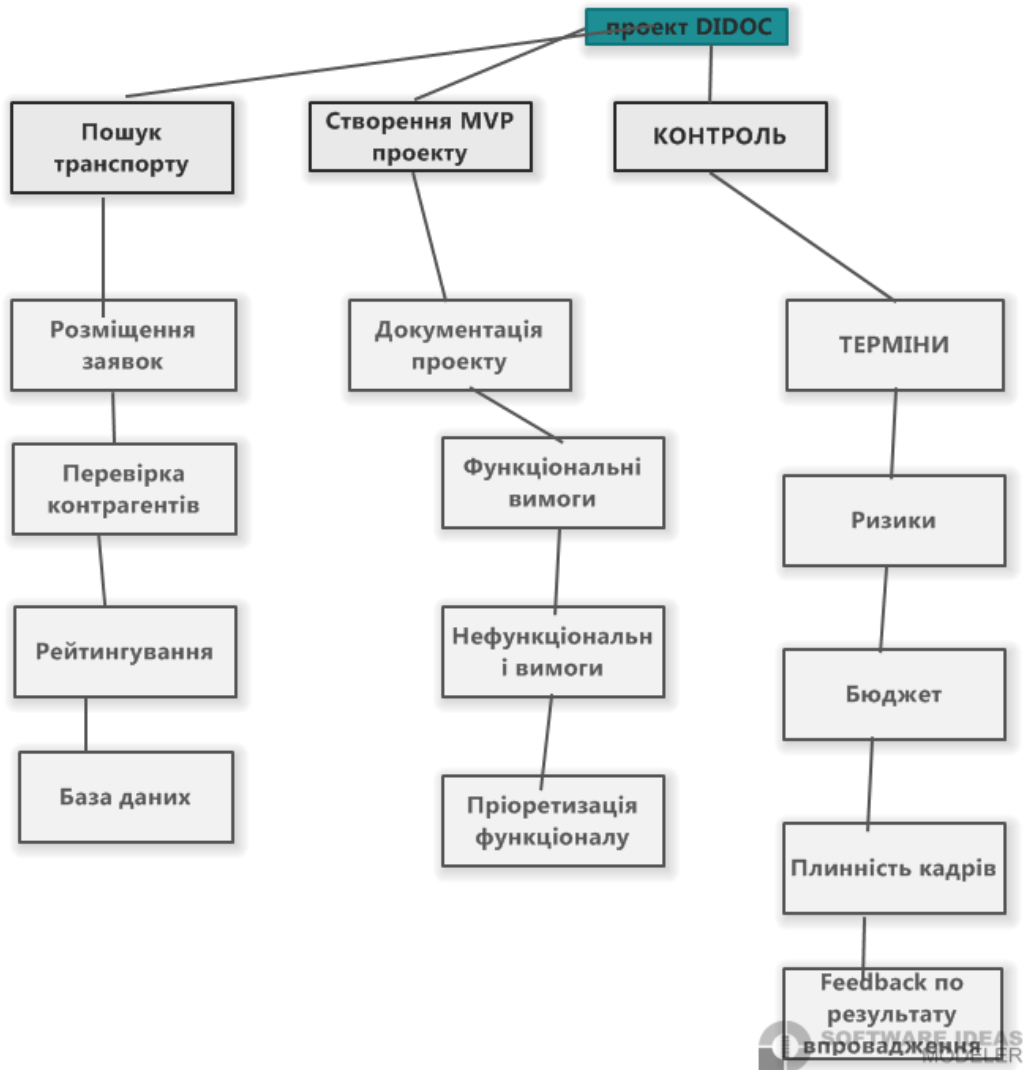 проект DIDOC
Пошук
транспорту
Створення MVP
проекту
КОНТРОЛЬ
Розміщення
заявок
Перевірка
контрагентів
Рейтингування
База даних
Документація
проекту
Функціональні
вимоги
Нефункціональн
і вимоги
Пріоретизація
функціоналу
ТЕРМІНИ
Ризики
Бюджет
Плинність кадрів
Feedback по
результату
впровадження
SOFTWARE IDEAS
MODELER